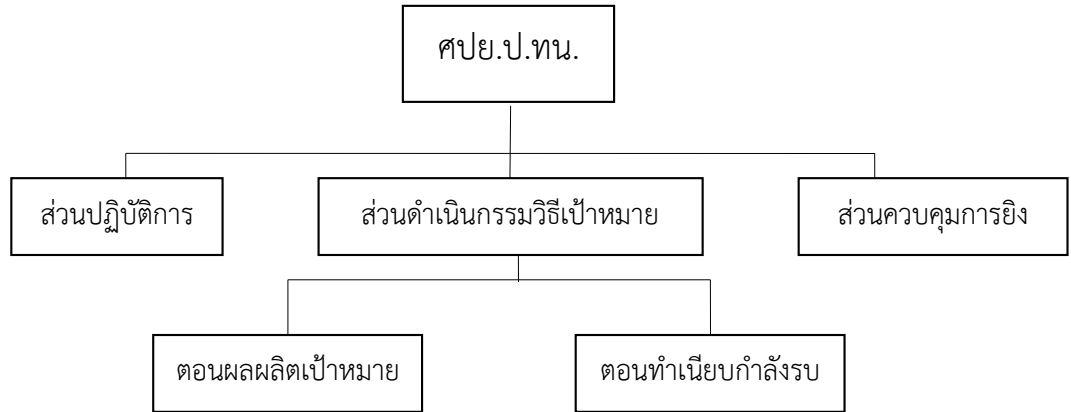 ศปย.ป.ทน.
ส่วนปฏิบัติการ
ส่วนดำเนินกรรมวิธีเป้าหมาย
ส่วนควบคุมการยิง
ตอนผลผลิตเป้าหมาย
ตอนทำเนียบกำลังรบ